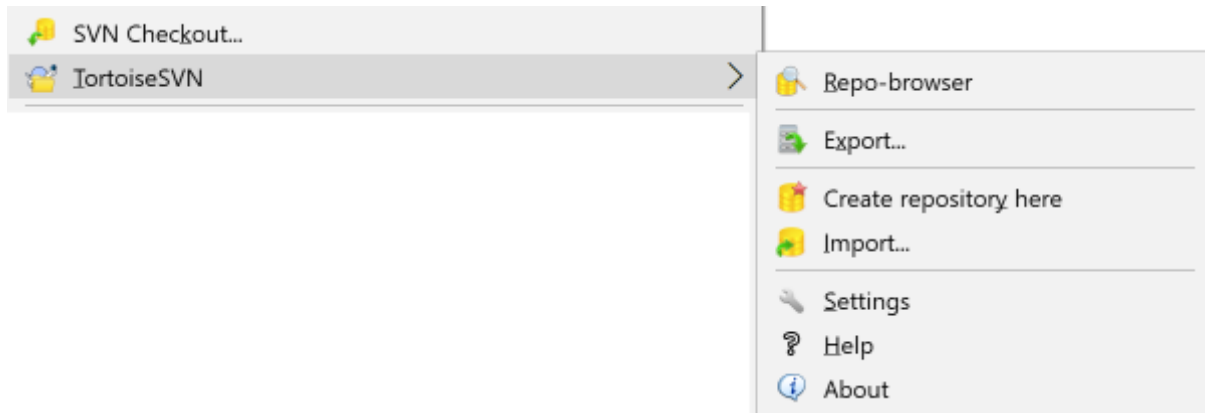 SVN Checkout...
TortoiseSVN
Repo-browser
Export...
Create repository here
Import...
Settings
Help
About